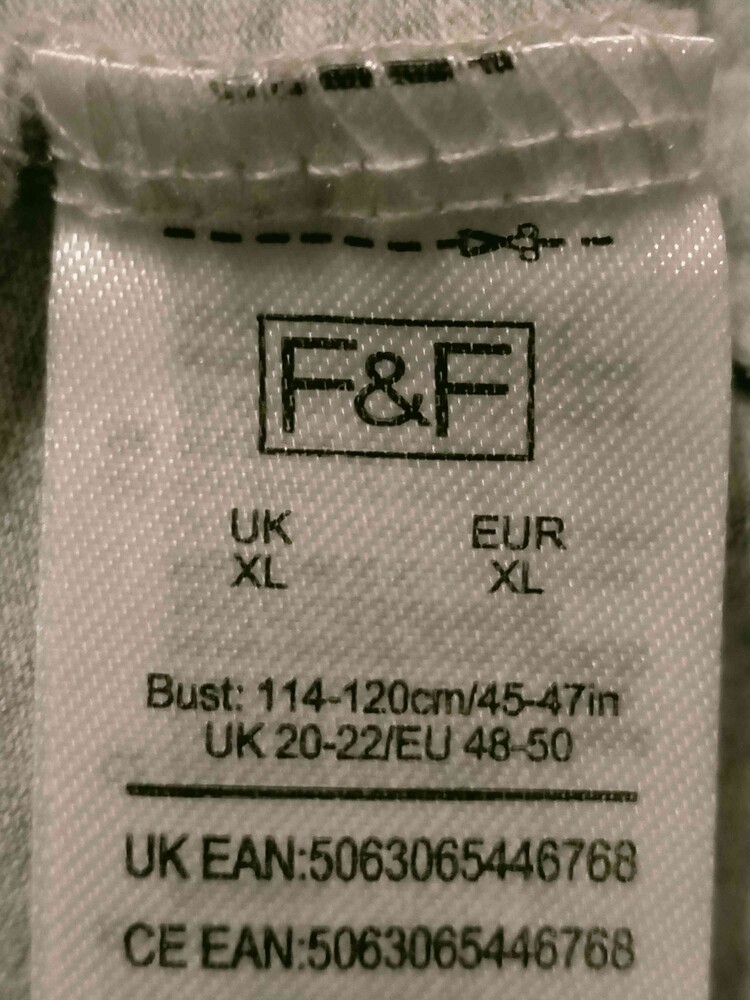 F&F
UK EUR
XL XL
Bust: 114-120cm/45-47in
UK 20-22/EU 48-50
UK EAN:5063065446768
CE EAN:5063065446768